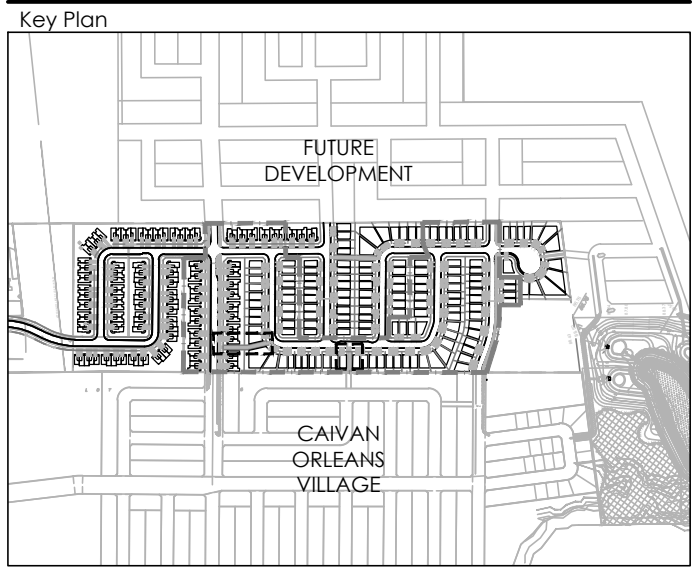 Key Plan
FUTURE
DEVELOPMENT
CAIVAN
ORLEANS
VILLAGE